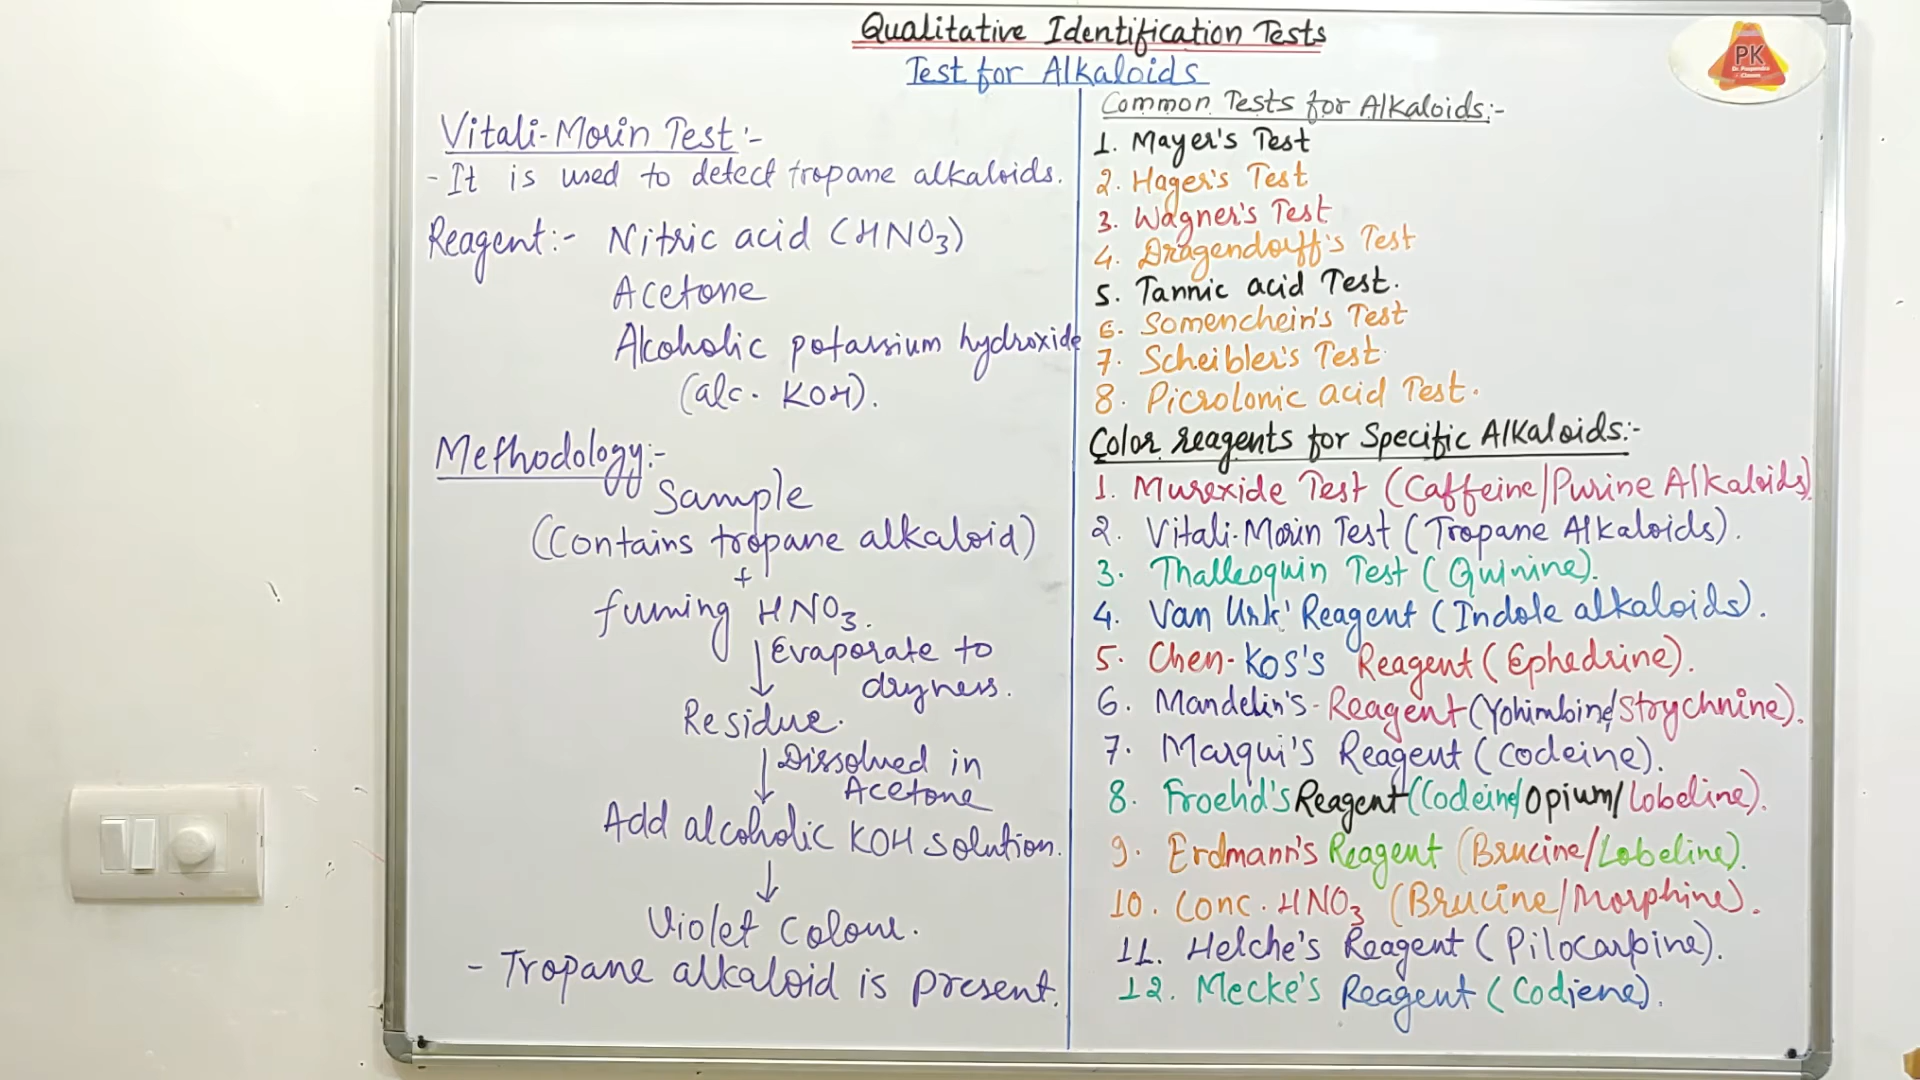 Qualitative Identification Tests
Test for Alkaloids
Vitali-Morin Test:-
- It is used to detect tropane alkaloids.
Reagent:- Nitric acid (HNO3)
Acetone
Alcoholic potassium hydroxide
(alc. KOH).
Methodology:-
Sample
(Contains tropane alkaloid)
+
fuming HNO3.
Evaporate to
dryness.
Residue.
Dissolved in
Acetone
Add alcoholic KOH solution.
Violet Colour.
- Tropane alkaloid is present.
Common Tests for Alkaloids:-
1. Mayer's Test
2. Hager's Test
3. Wagner's Test
4. Dragendorff's Test
5. Tannic acid Test.
6. Somenchein's Test
7. Scheibler's Test
8. Picrolonic acid Test.
Color reagents for Specific Alkaloids:-
1. Murexide Test (Caffeine/Purine Alkaloids)
2. Vitali-Morin Test (Tropane Alkaloids).
3. Thalleoquin Test (Quinine).
4. Van Urk' Reagent (Indole alkaloids).
5. Chen-KOS's Reagent (Ephedrine).
6. Mandelin's-Reagent (Yohimbine/Strychnine).
7. Marqui's Reagent (Codeine).
8. Froehd's Reagent (Codeine/Opium/Lobeline).
9. Erdmann's Reagent (Brucine/Lobeline).
10. Conc. HNO3 (Brucine/Morphine).
11. Helche's Reagent (Pilocarpine).
12. Mecke's Reagent (Codiene).
PK